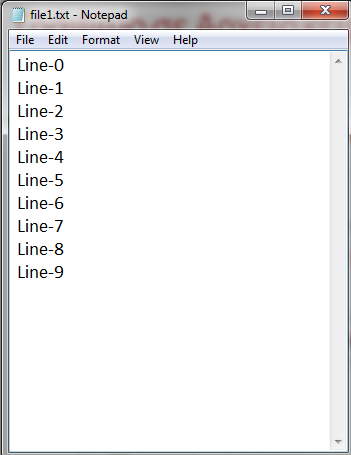 file1.txt - Notepad
File Edit Format View Help
Line-0
Line-1
Line-2
Line-3
Line-4
Line-5
Line-6
Line-7
Line-8
Line-9